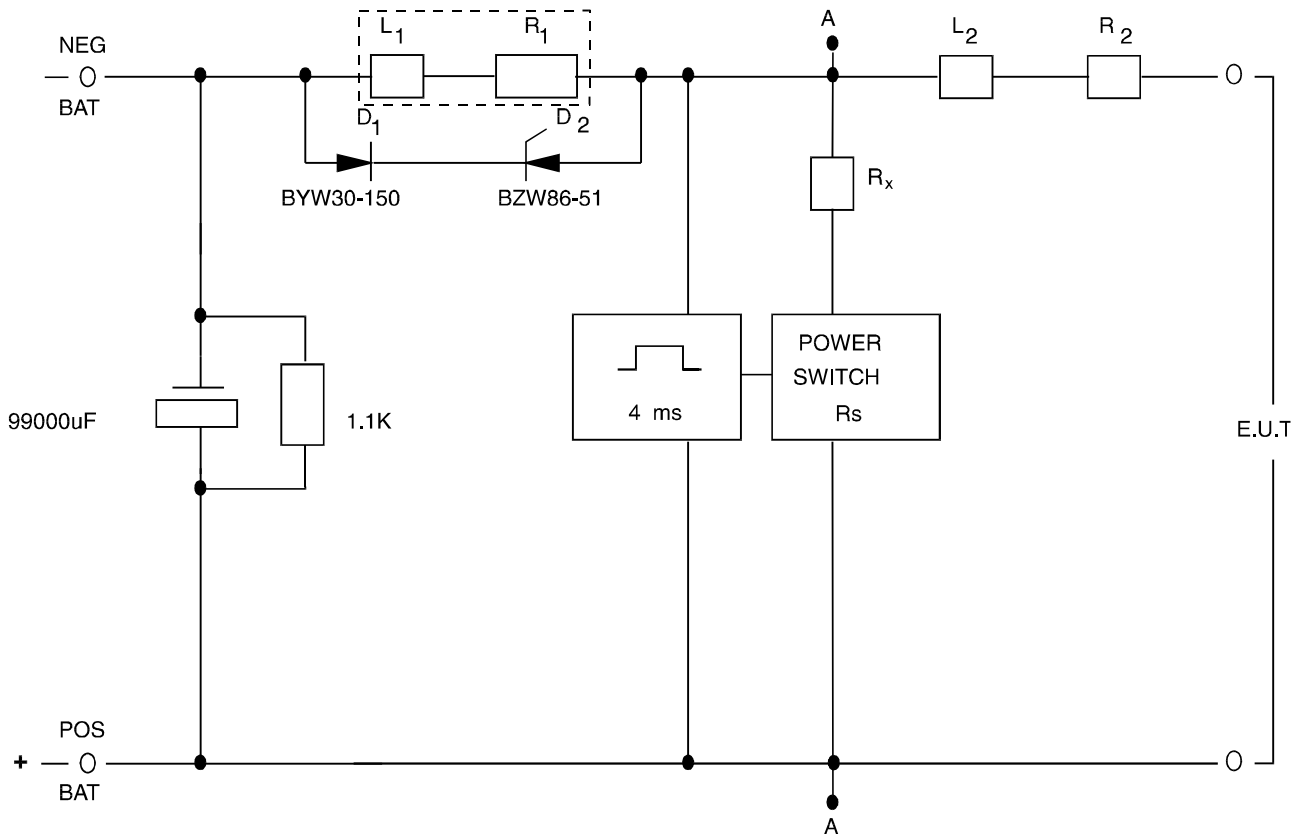 A
L1
R1
L2
R2
NEG
BAT
D1
D2
BYW30-150
BZW86-51
Rx
POWER
SWITCH
Rs
4 ms
99000uF
1.1K
E.U.T
POS
+
BAT
A